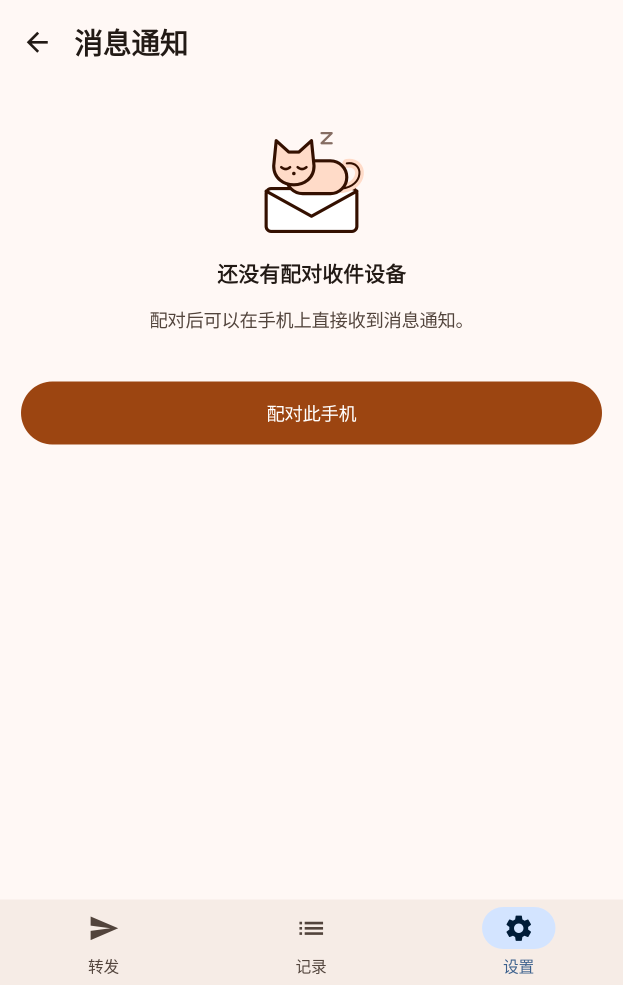 消息通知
Z
还没有配对收件设备
配对后可以在手机上直接收到消息通知。
配对此手机
转发
记录
设置